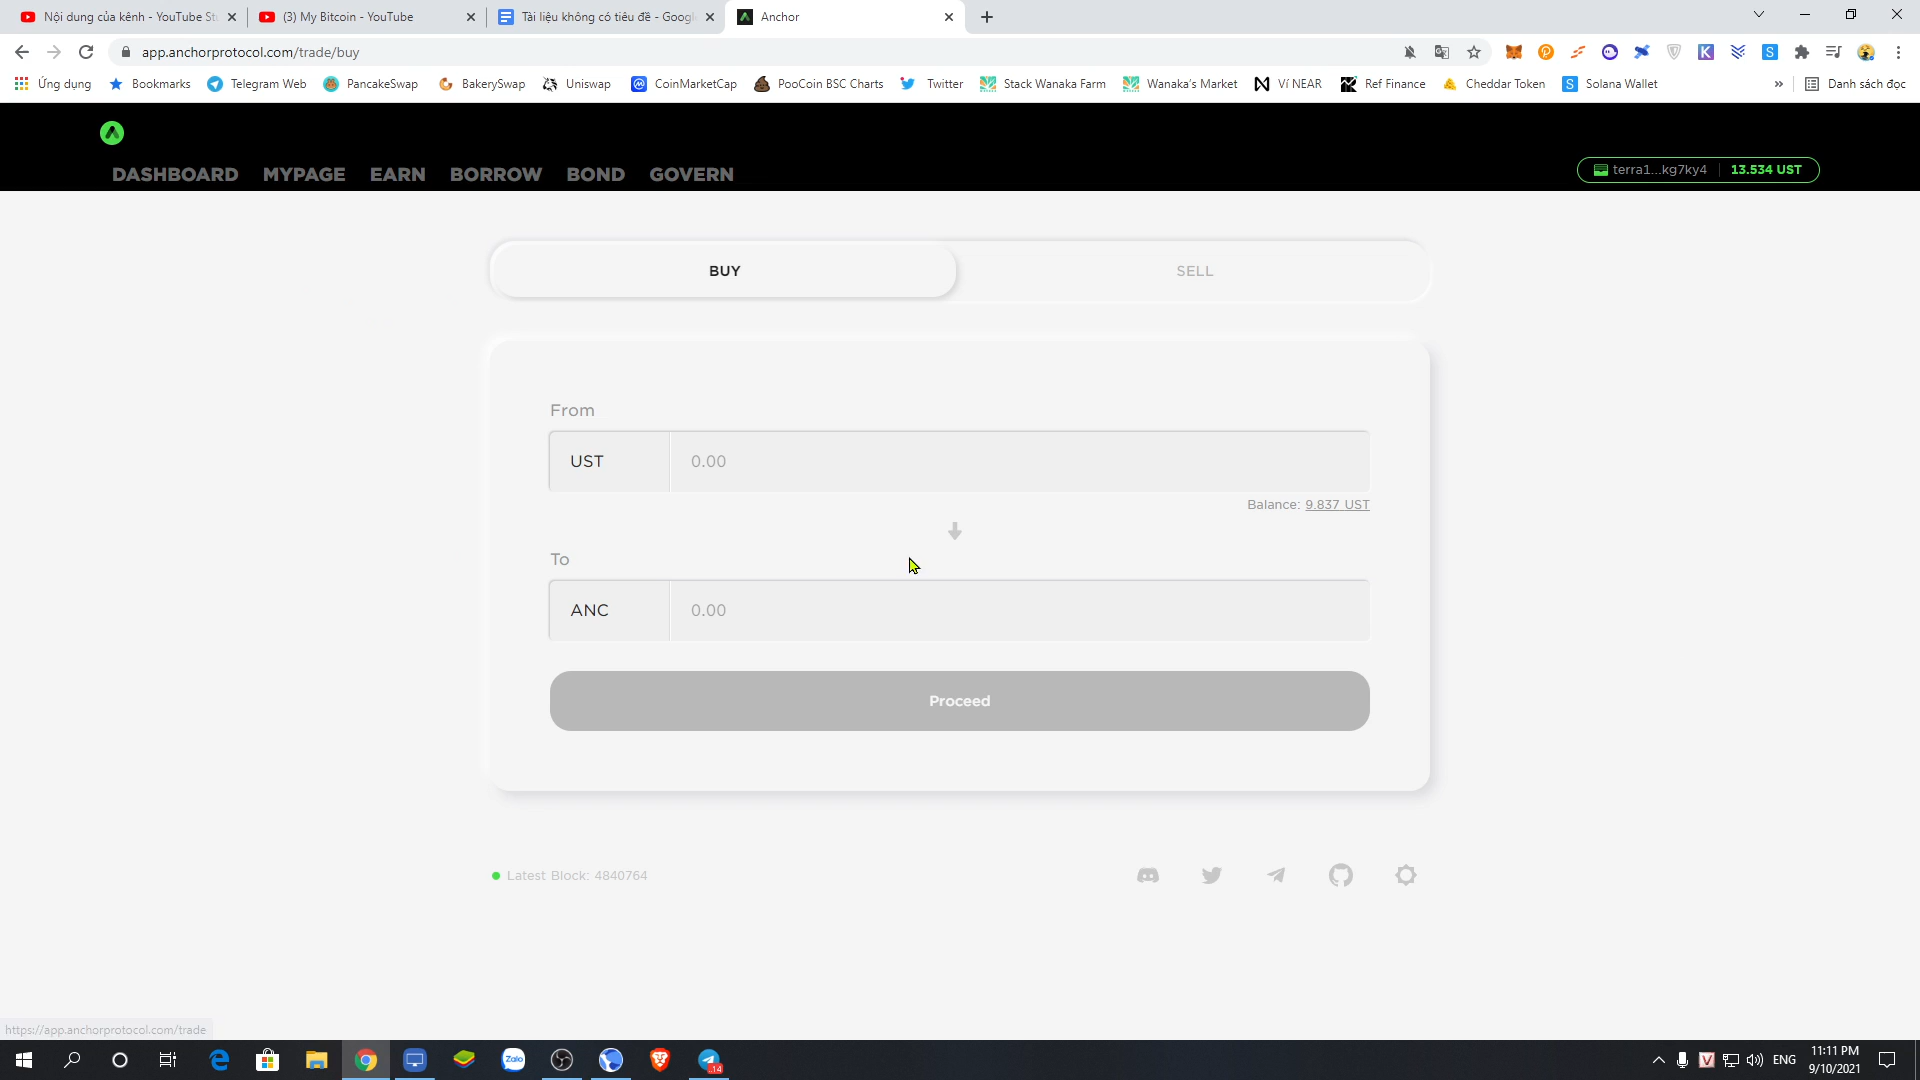 Nội dung của kênh - YouTube St
(3) My Bitcoin - YouTube
Tài liệu không có tiêu đề - Googl
Anchor
app.anchorprotocol.com/trade/buy
Ứng dụng
Bookmarks
Telegram Web
PancakeSwap
BakerySwap
Uniswap
CoinMarketCap
PooCoin BSC Charts
Twitter
Stack Wanaka Farm
Wanaka's Market
Ví NEAR
Ref Finance
Cheddar Token
Solana Wallet
»
Danh sách đọc
DASHBOARD
MYPAGE
EARN
BORROW
BOND
GOVERN
terra1...kg7ky4
13.534 UST
BUY
SELL
From
UST
0.00
Balance: 9.837 UST
To
ANC
0.00
Proceed
Latest Block: 4840764
https://app.anchorprotocol.com/trade
Zalo
14
ENG
11:11 PM
9/10/2021